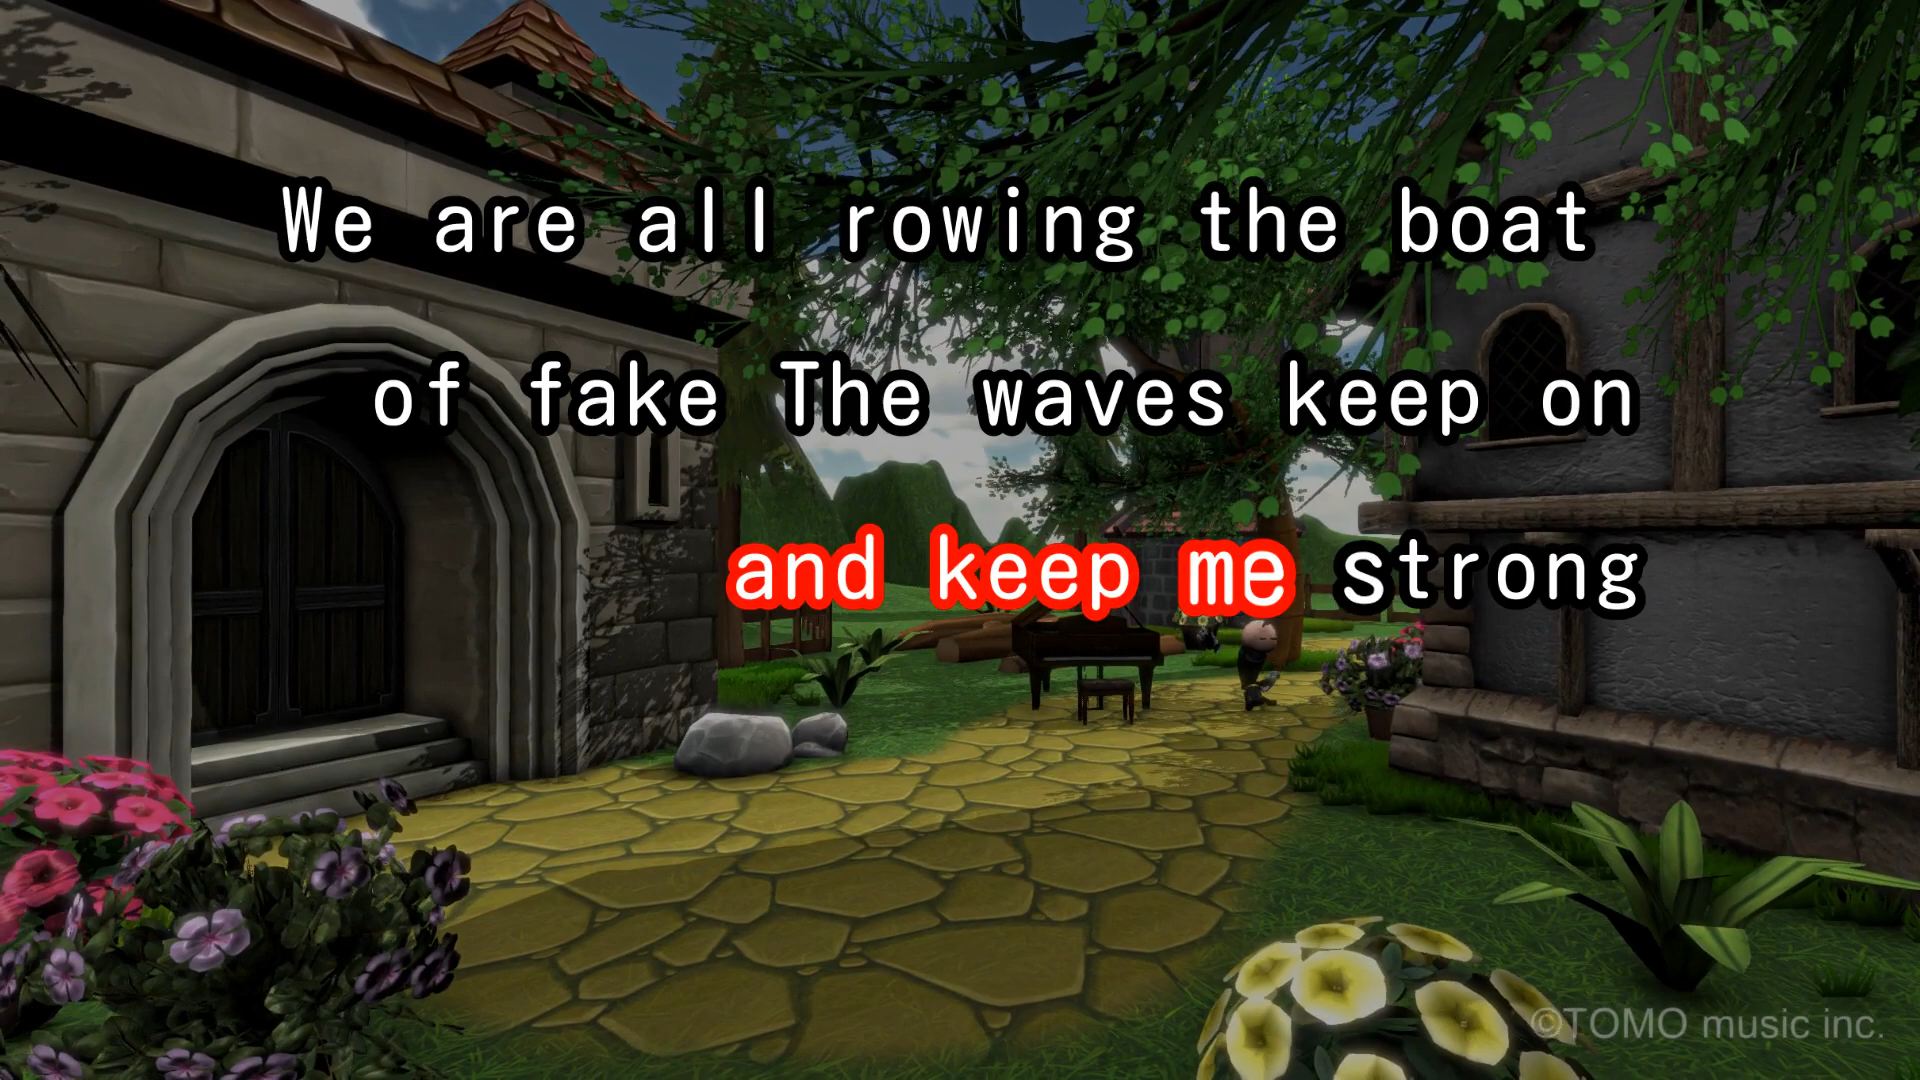 We are all rowing the boat
of fake The waves keep on
and keep me strong
©TOMO music inc.